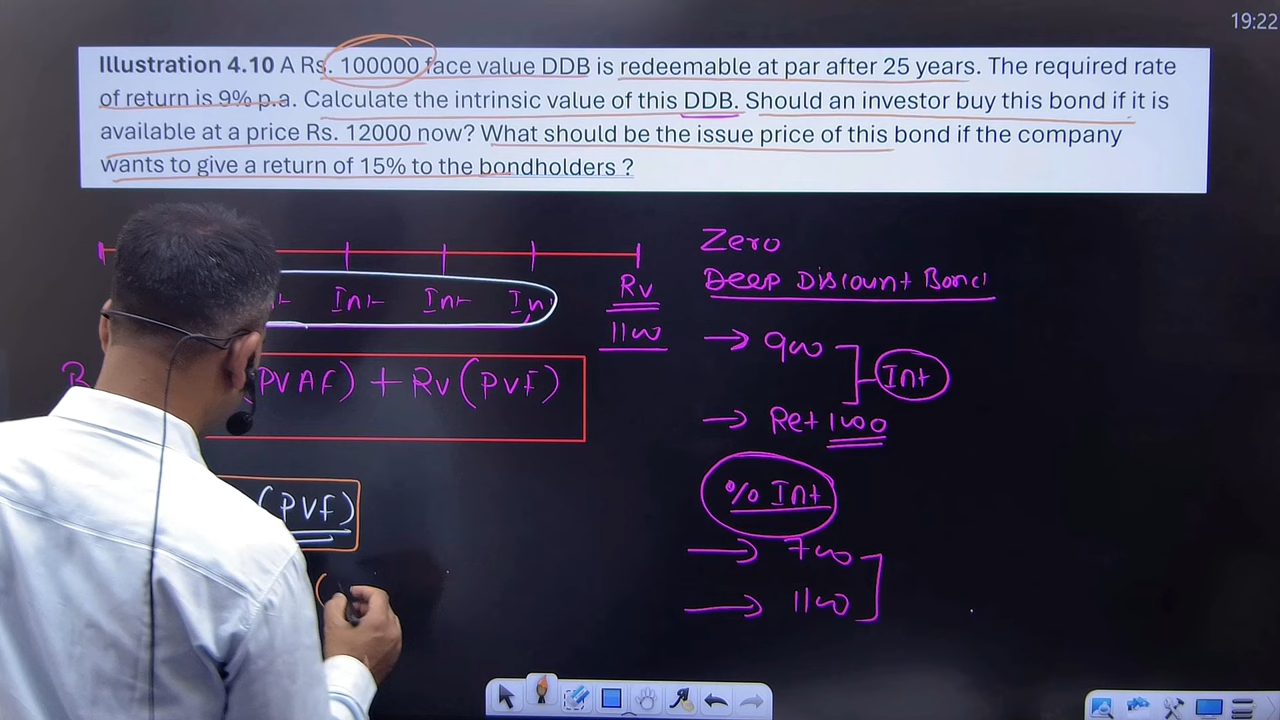 19:22
Illustration 4.10 A Rs. 100000 face value DDB is redeemable at par after 25 years. The required rate
of return is 9% p.a. Calculate the intrinsic value of this DDB. Should an investor buy this bond if it is
available at a price Rs. 12000 now? What should be the issue price of this bond if the company
wants to give a return of 15% to the bondholders ?
Int Int Int
RV
1100
B PVAF) + RV (PVF)
(PVF)
(
Zero
Deep Discount Bond
→ 900
Int
→ Ret 1000
% Int
→ 700
→ 1100